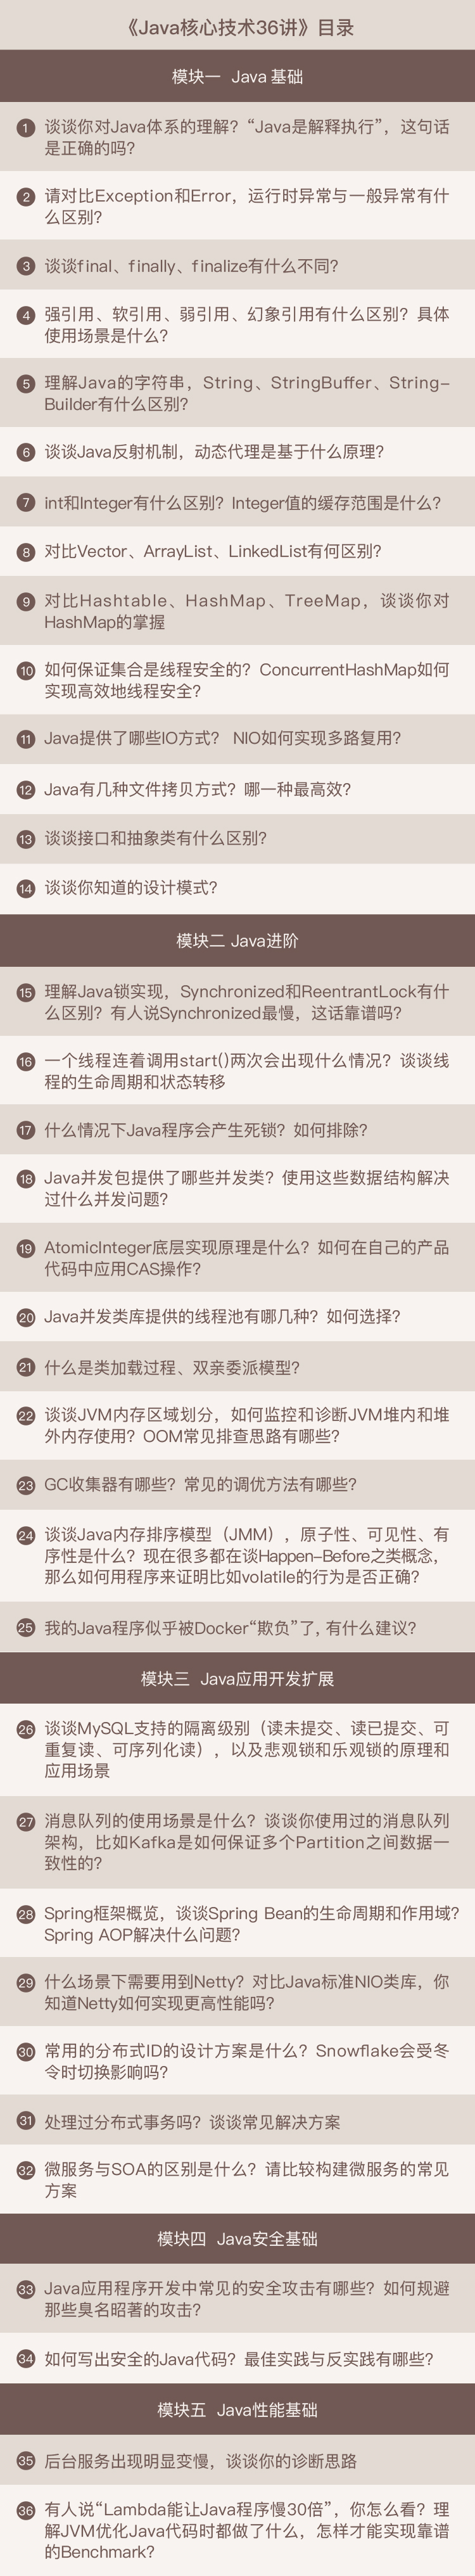 《Java核心技术36讲》目录
模块一 Java 基础
1 谈谈你对Java体系的理解？“Java是解释执行”，这句话
是正确的吗？
2 请对比Exception和Error，运行时异常与一般异常有什
么区别？
3 谈谈final、finally、finalize有什么不同？
4 强引用、软引用、弱引用、幻象引用有什么区别？具体
使用场景是什么？
5 理解Java的字符串，String、StringBuffer、String-
Builder有什么区别？
6 谈谈Java反射机制，动态代理是基于什么原理？
7 int和Integer有什么区别？Integer值的缓存范围是什么？
8 对比Vector、ArrayList、LinkedList有何区别？
9 对比Hashtable、HashMap、TreeMap，谈谈你对
HashMap的掌握
10 如何保证集合是线程安全的？ConcurrentHashMap如何
实现高效地线程安全？
11 Java提供了哪些IO方式？ NIO如何实现多路复用？
12 Java有几种文件拷贝方式？哪一种最高效？
13 谈谈接口和抽象类有什么区别？
14 谈谈你知道的设计模式？
模块二 Java进阶
15 理解Java锁实现，Synchronized和ReentrantLock有什
么区别？有人说Synchronized最慢，这话靠谱吗？
16 一个线程连着调用start()两次会出现什么情况？谈谈线
程的生命周期和状态转移
17 什么情况下Java程序会产生死锁？如何排除？
18 Java并发包提供了哪些并发类？使用这些数据结构解决
过什么并发问题？
19 AtomicInteger底层实现原理是什么？如何在自己的产品
代码中应用CAS操作？
20 Java并发类库提供的线程池有哪几种？如何选择？
21 什么是类加载过程、双亲委派模型？
22 谈谈JVM内存区域划分，如何监控和诊断JVM堆内和堆
外内存使用？OOM常见排查思路有哪些？
23 GC收集器有哪些？常见的调优方法有哪些？
24 谈谈Java内存排序模型（JMM），原子性、可见性、有
序性是什么？现在很多都在谈Happen-Before之类概念，
那么如何用程序来证明比如volatile的行为是否正确？
25 我的Java程序似乎被Docker“欺负”了，有什么建议？
模块三 Java应用开发扩展
26 谈谈MySQL支持的隔离级别（读未提交、读已提交、可
重复读、可序列化读），以及悲观锁和乐观锁的原理和
应用场景
27 消息队列的使用场景是什么？谈谈你使用过的消息队列
架构，比如Kafka是如何保证多个Partition之间数据一
致性的？
28 Spring框架概览，谈谈Spring Bean的生命周期和作用域？
Spring AOP解决什么问题？
29 什么场景下需要用到Netty？对比Java标准NIO类库，你
知道Netty如何实现更高性能吗？
30 常用的分布式ID的设计方案是什么？Snowflake会受冬
令时切换影响吗？
31 处理过分布式事务吗？谈谈常见解决方案
32 微服务与SOA的区别是什么？请比较构建微服务的常见
方案
模块四 Java安全基础
33 Java应用程序开发中常见的安全攻击有哪些？如何规避
那些臭名昭著的攻击？
34 如何写出安全的Java代码？最佳实践与反实践有哪些？
模块五 Java性能基础
35 后台服务出现明显变慢，谈谈你的诊断思路
36 有人说“Lambda能让Java程序慢30倍”，你怎么看？理
解JVM优化Java代码时都做了什么，怎样才能实现靠谱
的Benchmark？